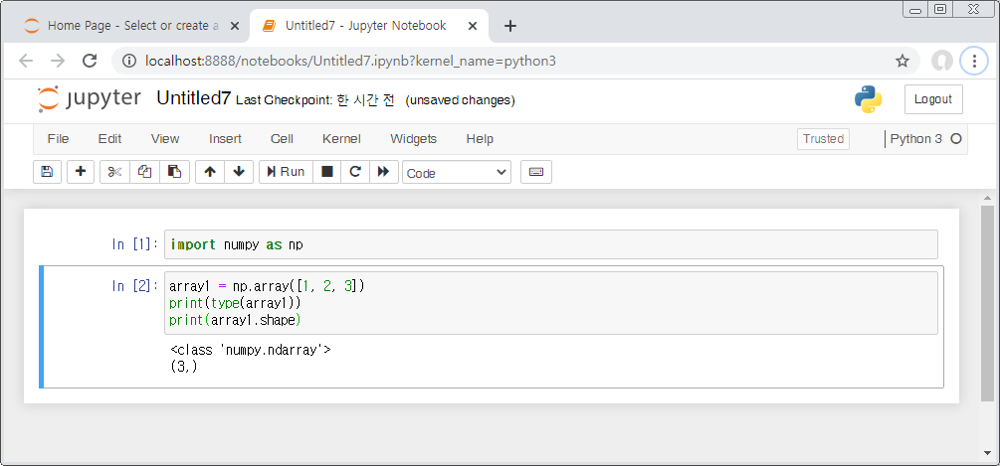 Home Page - Select or create a
Untitled7 - Jupyter Notebook
localhost:8888/notebooks/Untitled7.ipynb?kernel_name=python3
jupyter Untitled7 Last Checkpoint: 한 시간 전 (unsaved changes)
Logout
File Edit View Insert Cell Kernel Widgets Help
Trusted
Python 3
Run
Code
In [1]: import numpy as np
In [2]: array1 = np.array([1, 2, 3])
print(type(array1))
print(array1.shape)
<class 'numpy.ndarray'>
(3,)